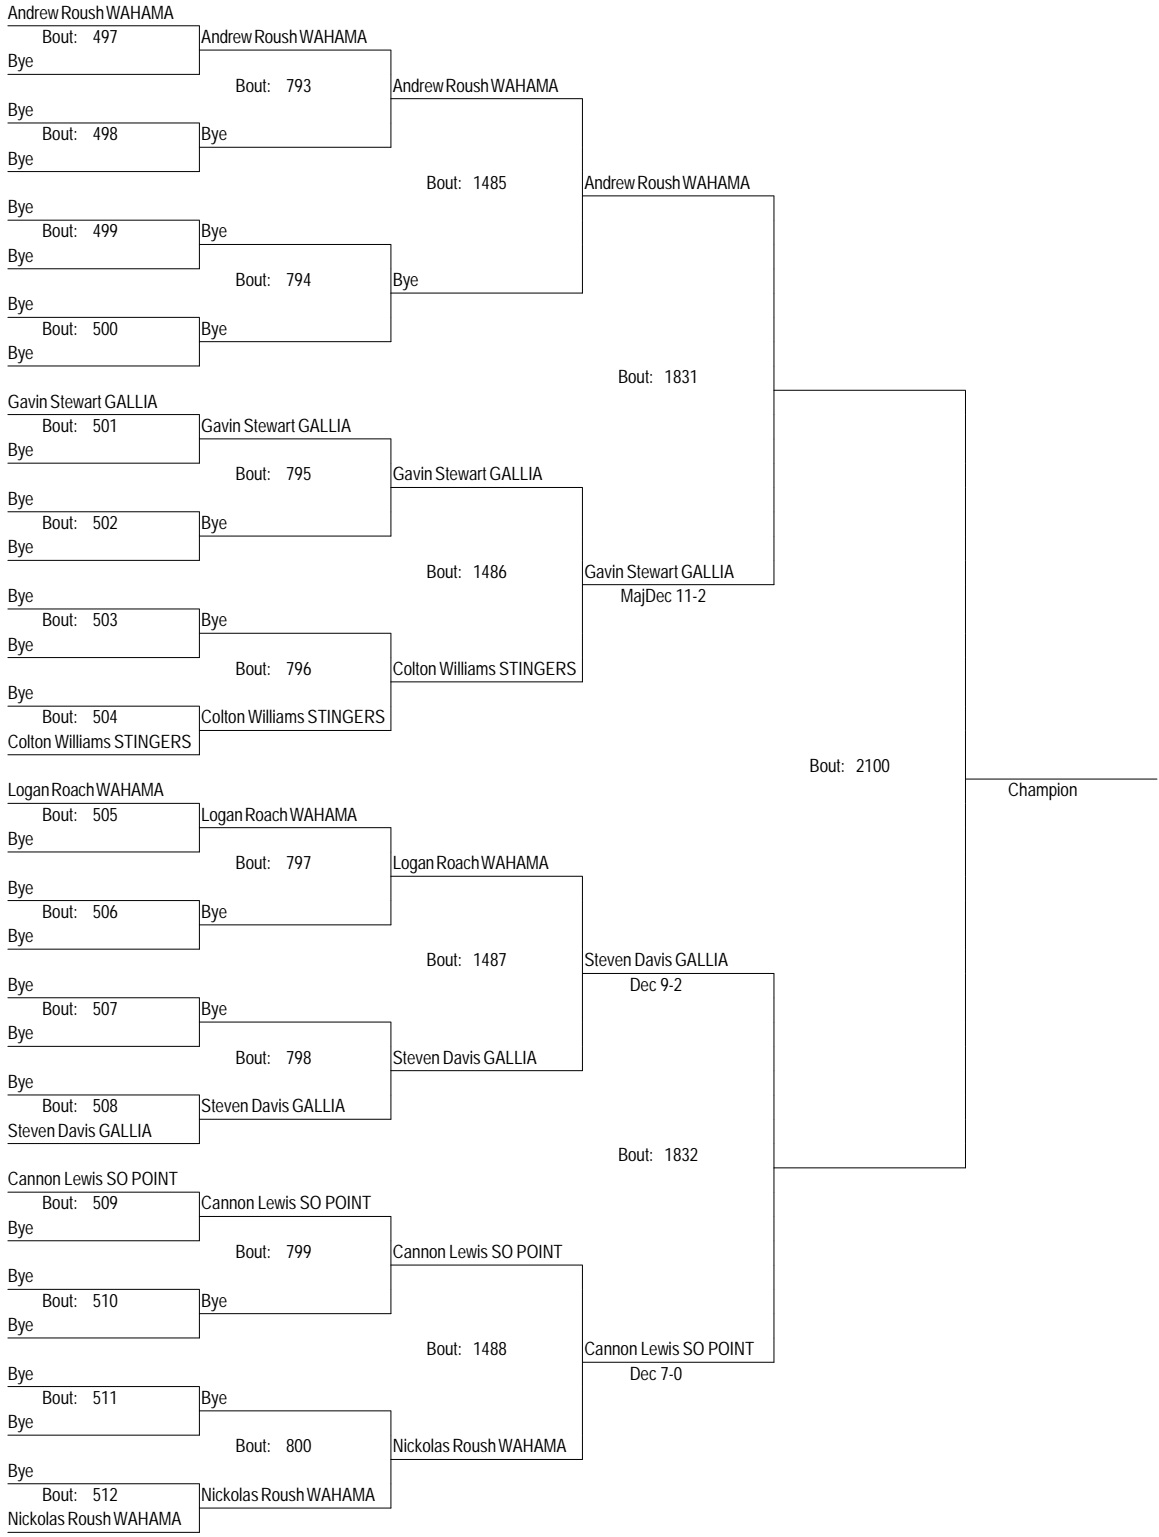 Andrew Roush WAHAMA
Bout: 497 Andrew Roush WAHAMA
Bye
Bout: 793 Andrew Roush WAHAMA
Bye
Bout: 498 Bye
Bye
Bout: 1485 Andrew Roush WAHAMA
Bye
Bout: 499 Bye
Bye
Bout: 794 Bye
Bye
Bout: 500 Bye
Bye
Bout: 1831
Gavin Stewart GALLIA
Bout: 501 Gavin Stewart GALLIA
Bye
Bout: 795 Gavin Stewart GALLIA
Bye
Bout: 502 Bye
Bye
Bout: 1486 Gavin Stewart GALLIA
Bye MajDec 11-2
Bout: 503 Bye
Bye
Bout: 796 Colton Williams STINGERS
Bye
Bout: 504 Colton Williams STINGERS
Colton Williams STINGERS
Bout: 2100
Logan Roach WAHAMA Champion
Bout: 505 Logan Roach WAHAMA
Bye
Bout: 797 Logan Roach WAHAMA
Bye
Bout: 506 Bye
Bye
Bout: 1487 Steven Davis GALLIA
Bye Dec 9-2
Bout: 507 Bye
Bye
Bout: 798 Steven Davis GALLIA
Bye
Bout: 508 Steven Davis GALLIA
Steven Davis GALLIA
Bout: 1832
Cannon Lewis SO POINT
Bout: 509 Cannon Lewis SO POINT
Bye
Bout: 799 Cannon Lewis SO POINT
Bye
Bout: 510 Bye
Bye
Bout: 1488 Cannon Lewis SO POINT
Bye Dec 7-0
Bout: 511 Bye
Bye
Bout: 800 Nickolas Roush WAHAMA
Bye
Bout: 512 Nickolas Roush WAHAMA
Nickolas Roush WAHAMA